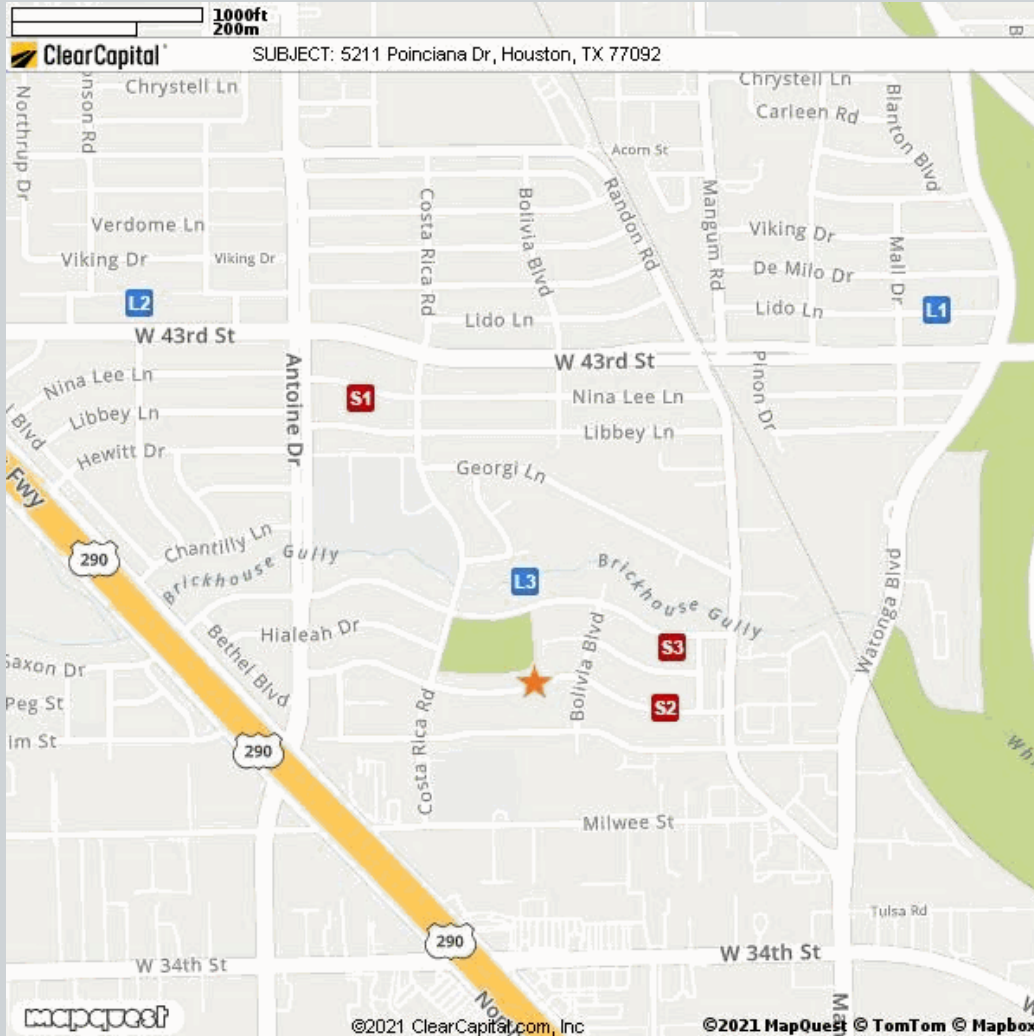 1000ft
200m
ClearCapital
SUBJECT: 5211 Poinciana Dr, Houston, TX 77092
Chrystell Ln
Chrystell Ln
Carleen Rd
Northrup Dr
onson Rd
Blanton Blvd
Acorn St
Randon Rd
Mangum Rd
Costa Rica Rd
Bolivia Blvd
Verdome Ln
Viking Dr
Viking Dr
Viking Dr
De Milo Dr
Mall Dr
L2
Lido Ln
Lido Ln
L1
W 43rd St
W 43rd St
Antoine Dr
Pinon Dr
Nina Lee Ln
S1
Nina Lee Ln
l Blvd
Libbey Ln
Libbey Ln
Hewitt Dr
Georgi Ln
Fwy
290
Chantilly Ln
Brickhouse Gully
L3
Brickhouse Gully
Watonga Blvd
Hialeah Dr
Bethel Blvd
Bolivia Blvd
S3
Saxon Dr
Peg St
S2
im St
290
Costa Rica Rd
Milwee St
Tulsa Rd
290
W 34th St
W 34th St
mapquest
©2021 ClearCapital.com, Inc
©2021 MapQuest © TomTom © Mapbo